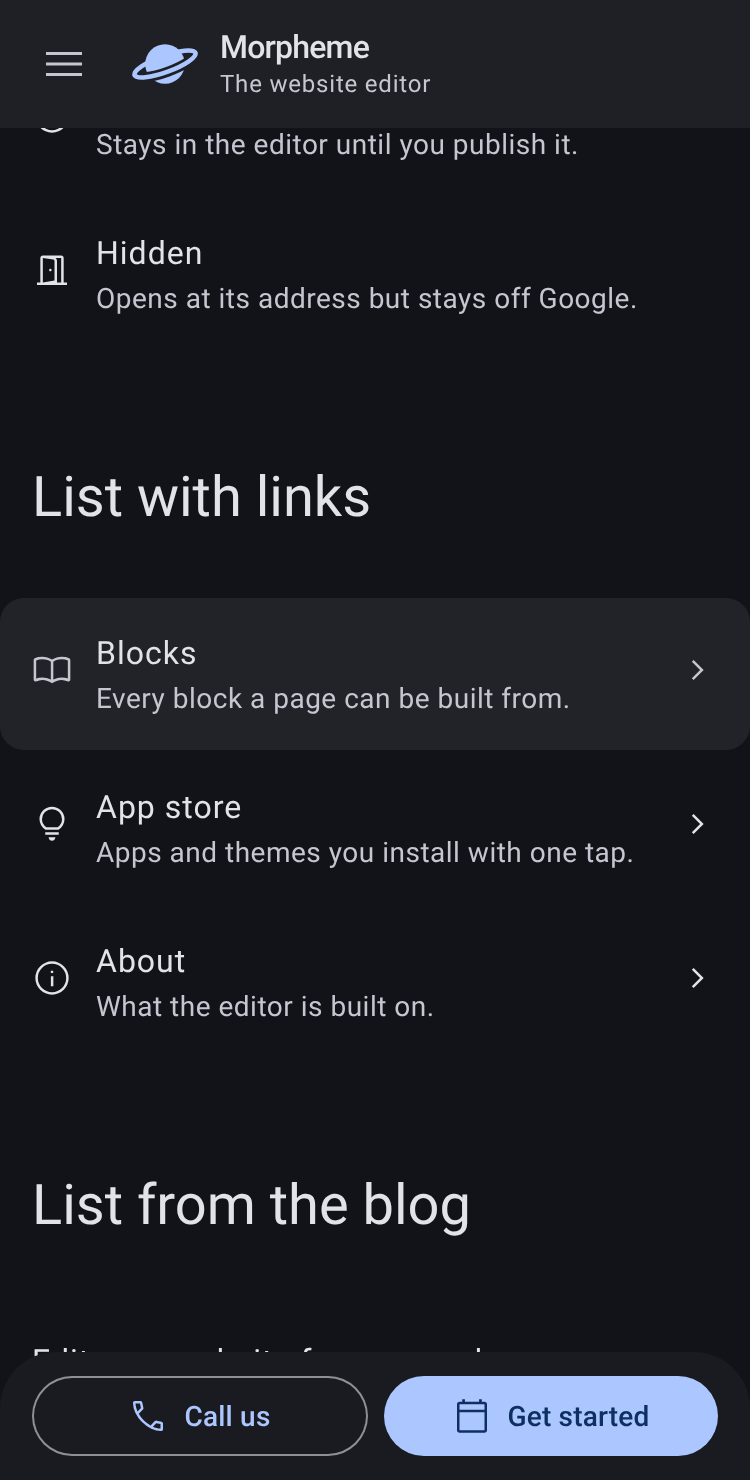 Morpheme
The website editor
Stays in the editor until you publish it.
Hidden
Opens at its address but stays off Google.
List with links
Blocks
Every block a page can be built from.
App store
Apps and themes you install with one tap.
About
What the editor is built on.
List from the blog
Call us
Get started